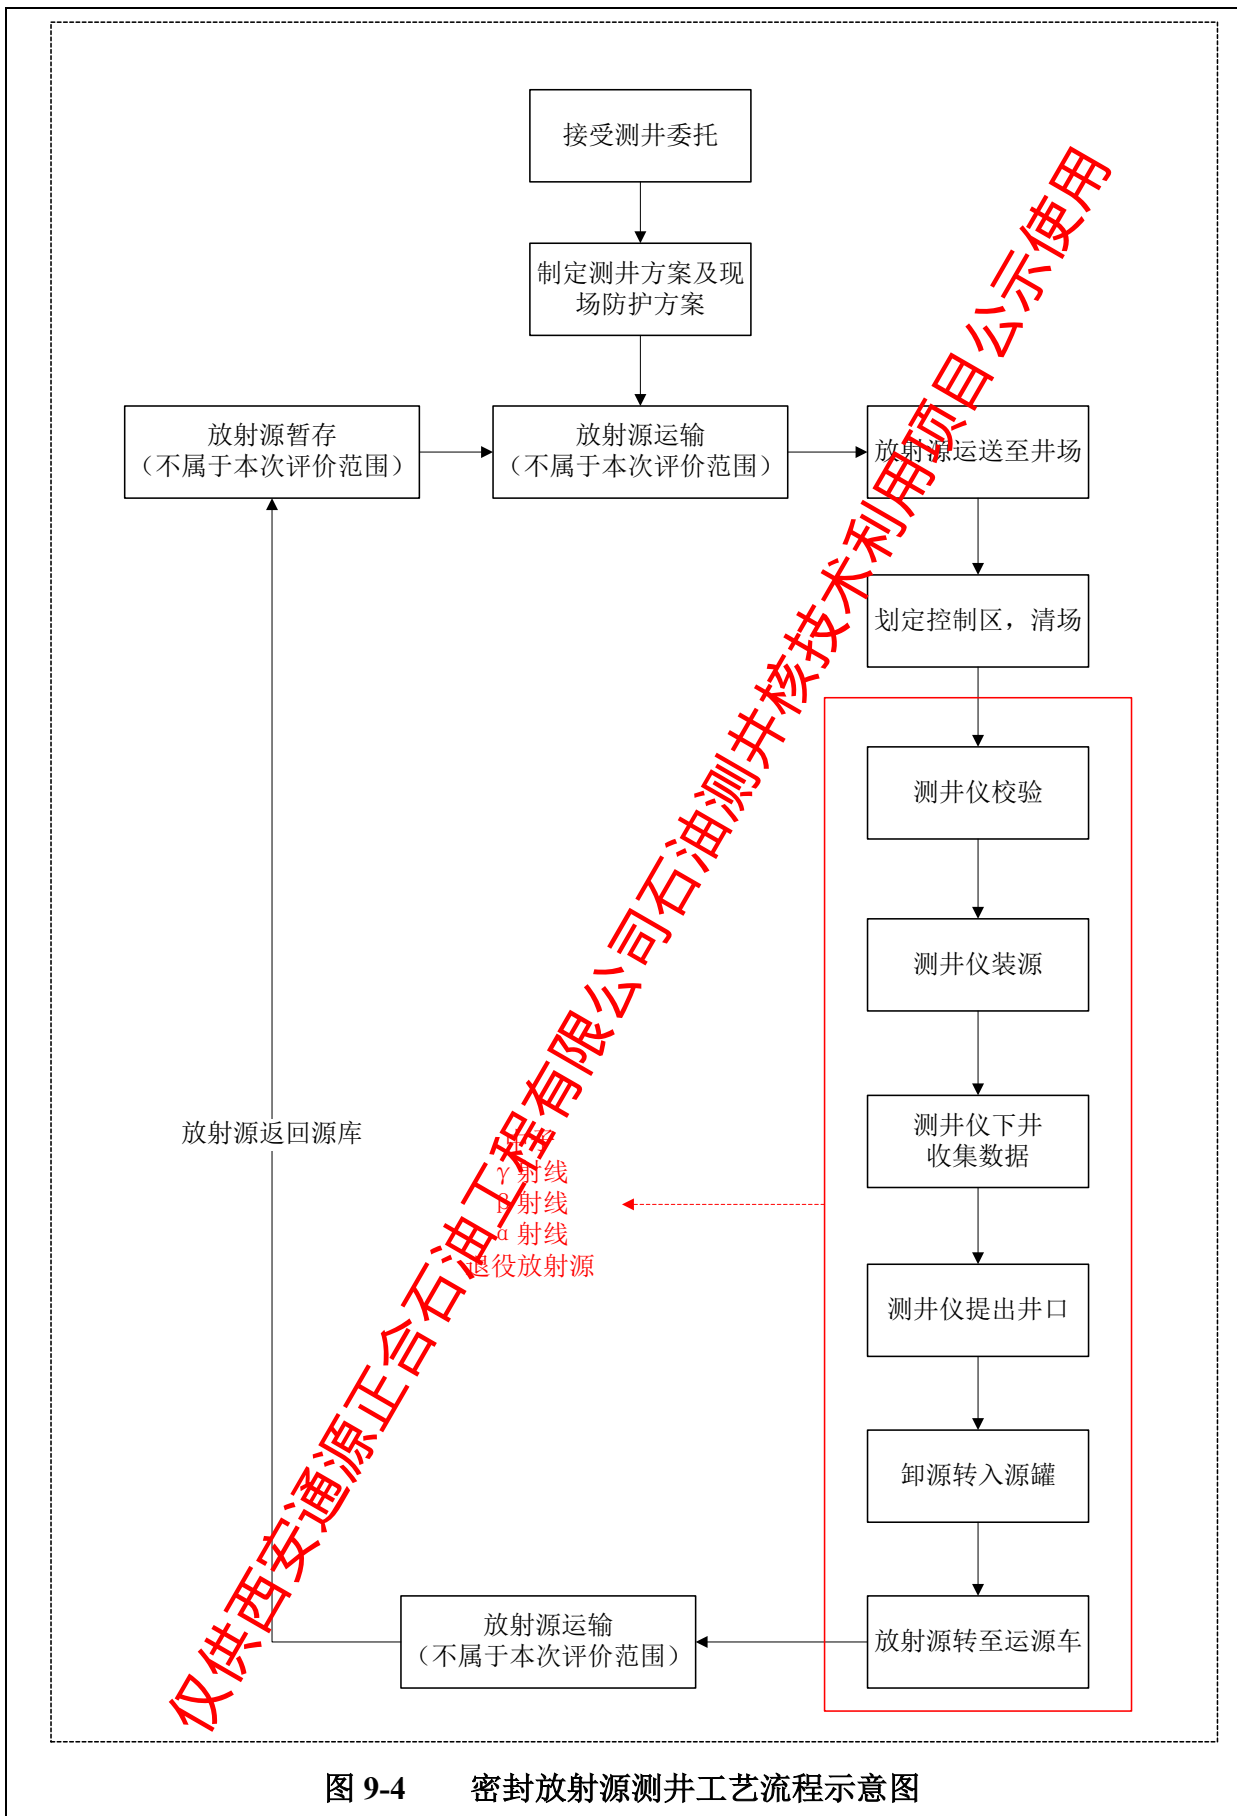 接受测井委托
制定测井方案及现
场防护方案
放射源暂存
（不属于本次评价范围）
放射源运输
（不属于本次评价范围）
放射源运送至井场
划定控制区，清场
测井仪校验
测井仪装源
测井仪下井
收集数据
放射源返回源库
γ 射线
β 射线
α 射线
退役放射源
测井仪提出井口
卸源转入源罐
放射源转至运源车
放射源运输
（不属于本次评价范围）
仅供西安通源正合石油工程有限公司石油测井核技术利用项目公示使用
图 9-4 密封放射源测井工艺流程示意图